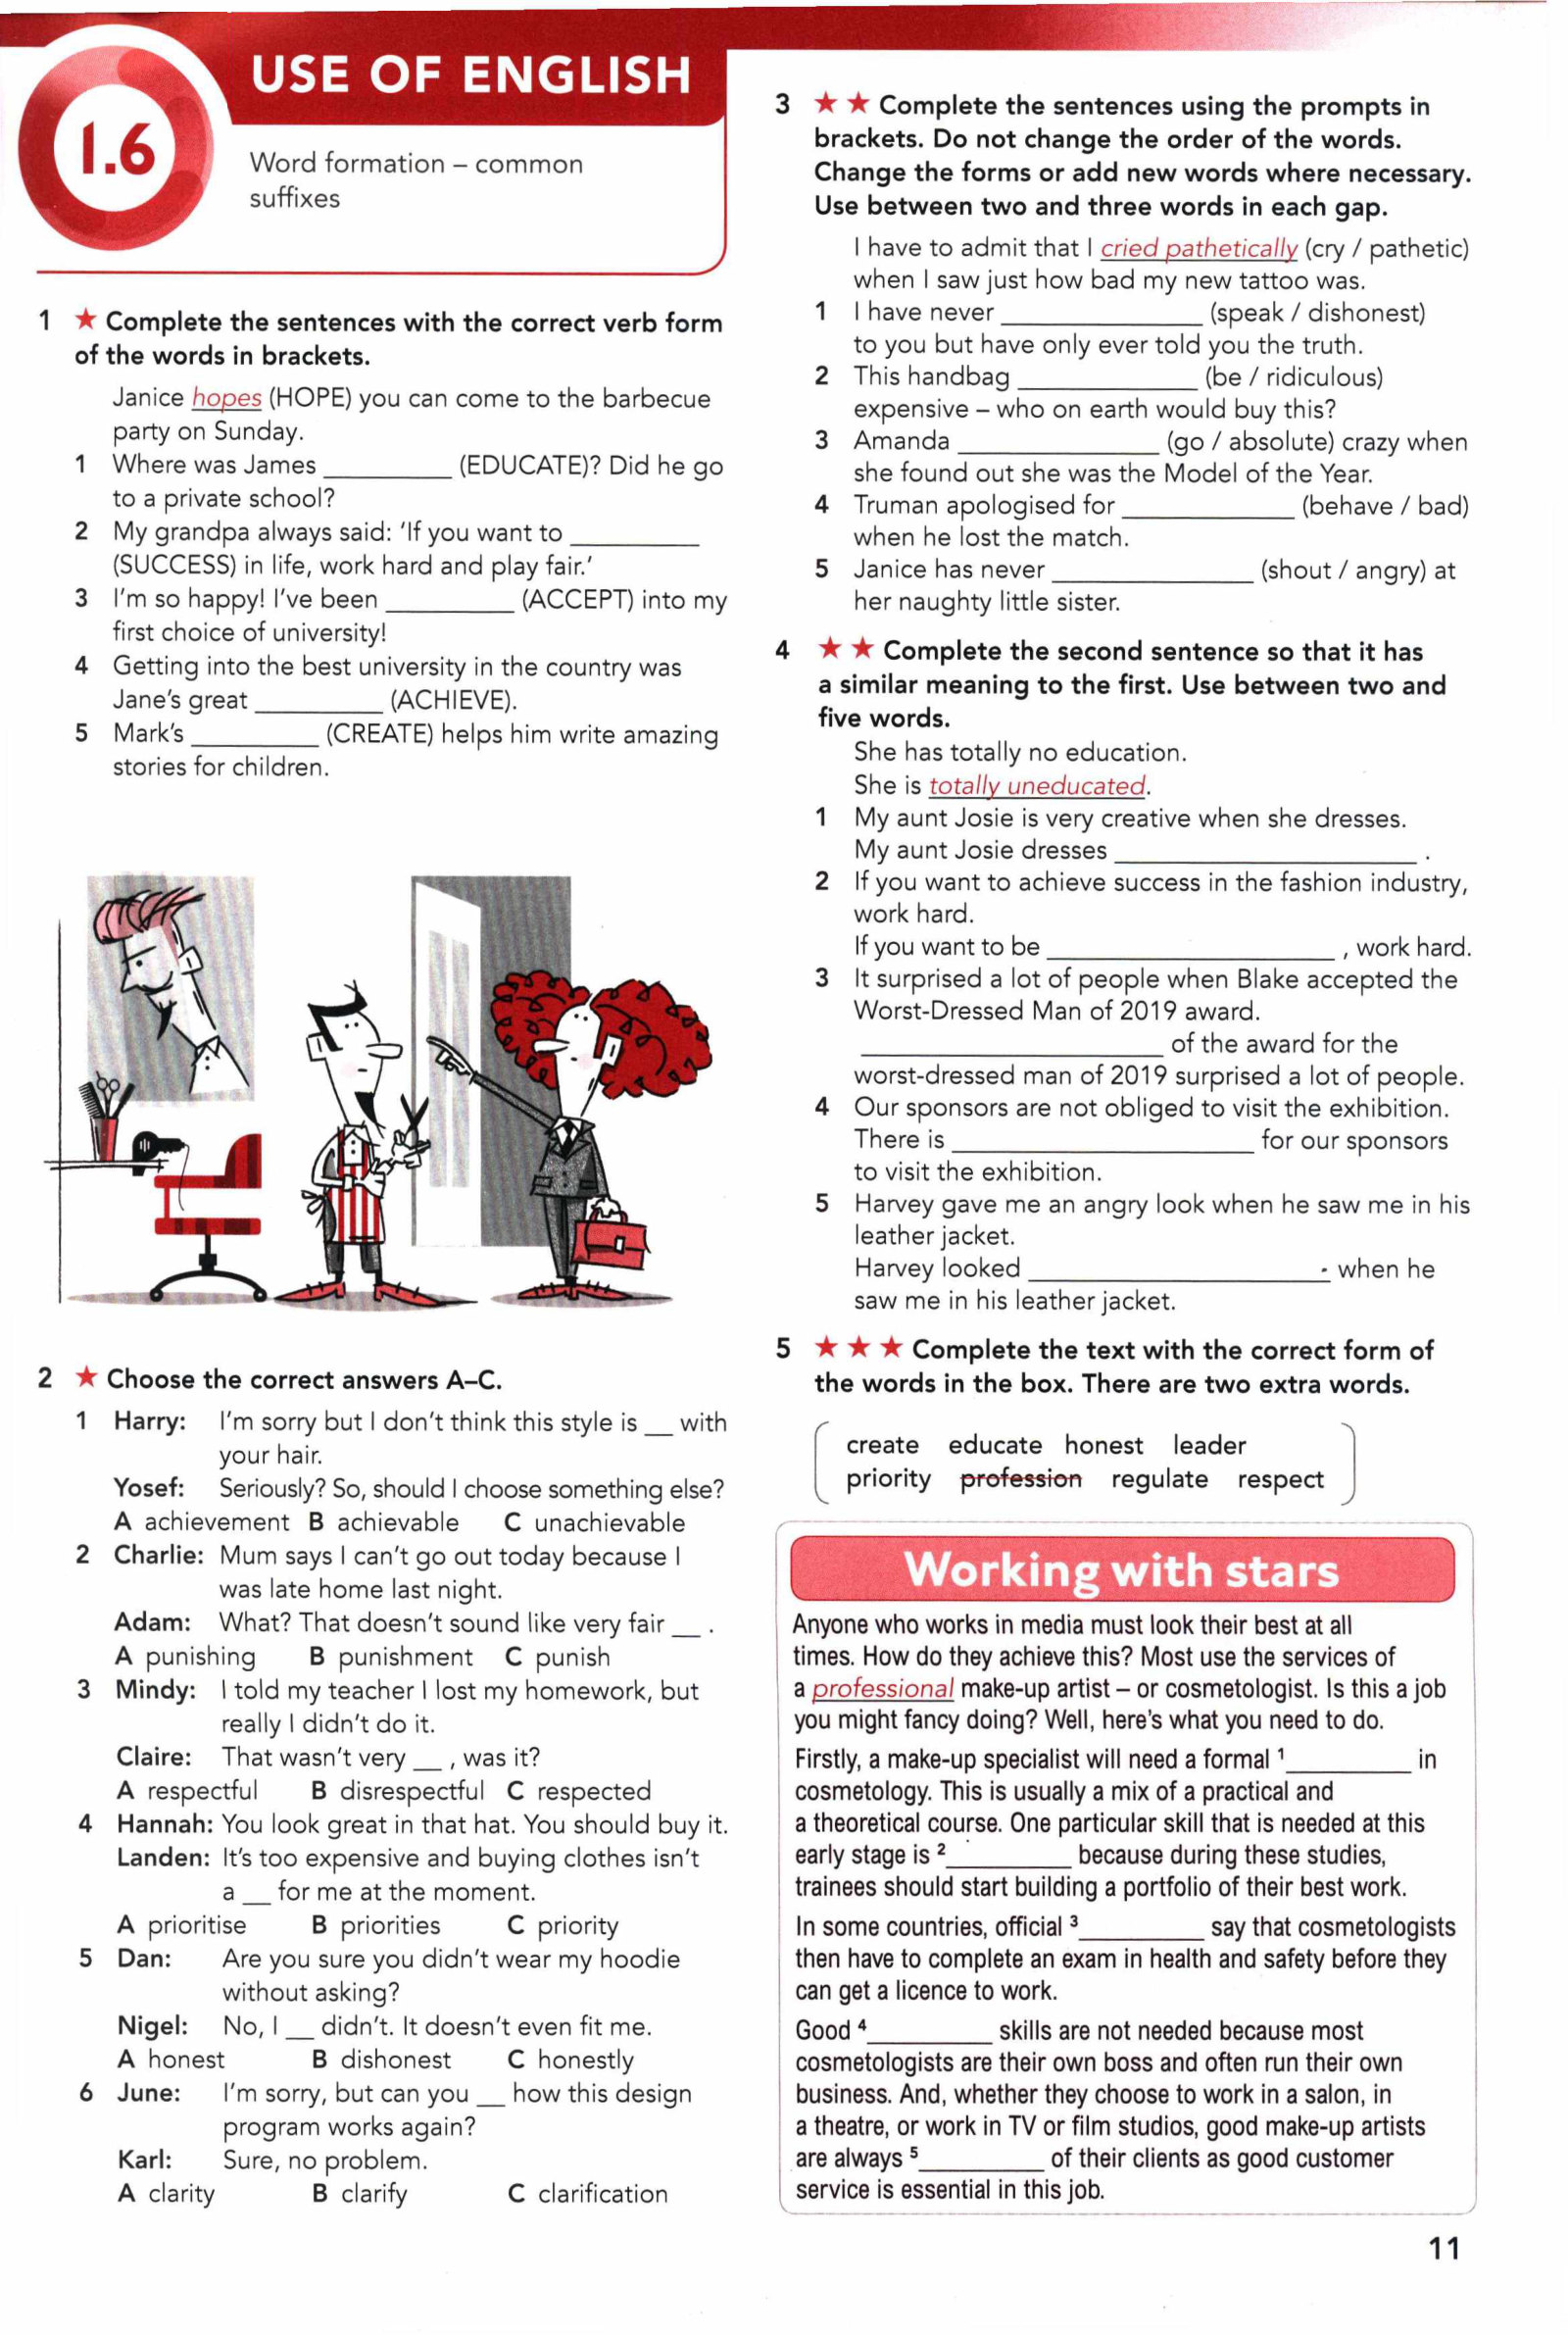 USE OF ENGLISH
1.6
Word formation – common
suffixes
1 ★ Complete the sentences with the correct verb form
of the words in brackets.
Janice hopes (HOPE) you can come to the barbecue
party on Sunday.
1 Where was James __________ (EDUCATE)? Did he go
to a private school?
2 My grandpa always said: ‘If you want to __________
(SUCCESS) in life, work hard and play fair.’
3 I’m so happy! I’ve been __________ (ACCEPT) into my
first choice of university!
4 Getting into the best university in the country was
Jane’s great __________ (ACHIEVE).
5 Mark’s __________ (CREATE) helps him write amazing
stories for children.
2 ★ Choose the correct answers A–C.
1 Harry: I’m sorry but I don’t think this style is __ with
your hair.
Yosef: Seriously? So, should I choose something else?
A achievement B achievable C unachievable
2 Charlie: Mum says I can’t go out today because I
was late home last night.
Adam: What? That doesn’t sound like very fair __ .
A punishing B punishment C punish
3 Mindy: I told my teacher I lost my homework, but
really I didn’t do it.
Claire: That wasn’t very __ , was it?
A respectful B disrespectful C respected
4 Hannah: You look great in that hat. You should buy it.
Landen: It’s too expensive and buying clothes isn’t
a __ for me at the moment.
A prioritise B priorities C priority
5 Dan: Are you sure you didn’t wear my hoodie
without asking?
Nigel: No, I __ didn’t. It doesn’t even fit me.
A honest B dishonest C honestly
6 June: I’m sorry, but can you __ how this design
program works again?
Karl: Sure, no problem.
A clarity B clarify C clarification
3 ★ ★ Complete the sentences using the prompts in
brackets. Do not change the order of the words.
Change the forms or add new words where necessary.
Use between two and three words in each gap.
I have to admit that I cried pathetically (cry / pathetic)
when I saw just how bad my new tattoo was.
1 I have never ________________ (speak / dishonest)
to you but have only ever told you the truth.
2 This handbag ______________ (be / ridiculous)
expensive – who on earth would buy this?
3 Amanda ________________ (go / absolute) crazy when
she found out she was the Model of the Year.
4 Truman apologised for ______________ (behave / bad)
when he lost the match.
5 Janice has never ________________ (shout / angry) at
her naughty little sister.
4 ★ ★ Complete the second sentence so that it has
a similar meaning to the first. Use between two and
five words.
She has totally no education.
She is totally uneducated.
1 My aunt Josie is very creative when she dresses.
My aunt Josie dresses ________________________ .
2 If you want to achieve success in the fashion industry,
work hard.
If you want to be ________________________ , work hard.
3 It surprised a lot of people when Blake accepted the
Worst-Dressed Man of 2019 award.
________________________ of the award for the
worst-dressed man of 2019 surprised a lot of people.
4 Our sponsors are not obliged to visit the exhibition.
There is ________________________ for our sponsors
to visit the exhibition.
5 Harvey gave me an angry look when he saw me in his
leather jacket.
Harvey looked ________________________ when he
saw me in his leather jacket.
5 ★ ★ ★ Complete the text with the correct form of
the words in the box. There are two extra words.
create educate honest leader
priority profession regulate respect
Working with stars
Anyone who works in media must look their best at all
times. How do they achieve this? Most use the services of
a professional make-up artist – or cosmetologist. Is this a job
you might fancy doing? Well, here’s what you need to do.
Firstly, a make-up specialist will need a formal ¹__________ in
cosmetology. This is usually a mix of a practical and
a theoretical course. One particular skill that is needed at this
early stage is ²__________ because during these studies,
trainees should start building a portfolio of their best work.
In some countries, official ³__________ say that cosmetologists
then have to complete an exam in health and safety before they
can get a licence to work.
Good ⁴__________ skills are not needed because most
cosmetologists are their own boss and often run their own
business. And, whether they choose to work in a salon, in
a theatre, or work in TV or film studios, good make-up artists
are always ⁵__________ of their clients as good customer
service is essential in this job.
11